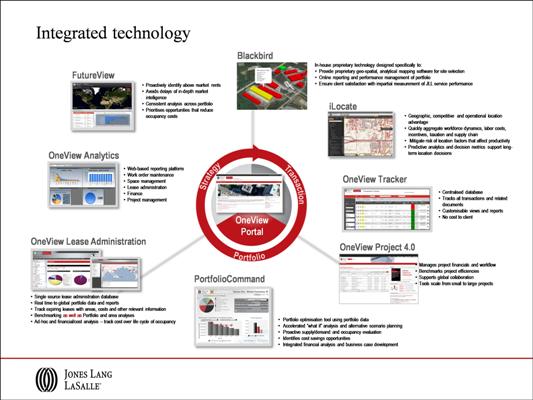 Integrated technology
Blackbird
In-house proprietary technology designed specifically to:
• Provide proprietary geo-spatial, analytical mapping software for site selection
• Online reporting and performance management of portfolio
• Ensure client satisfaction with impartial measurement of JLL service performance
FutureView
• Proactively identify above market rental
• Avoids delays of in-depth market
intelligence
• Consistent analysis across portfolio
• Prioritises opportunities that reduce
occupancy costs
iLocate
• Geographic, competitive and operational location
advantage
• Quickly aggregate workforce dynamics, labor costs,
incentives, taxation and supply chain
• Mitigate risk of location factors that affect productivity
• Predictive analytics and decision metrics support long-
term location decisions
OneView Analytics
• Web-based reporting platform
• Work order maintenance
• Space management
• Lease administration
• Finance
• Project management
Strategy
Transaction
Portfolio
OneView
Portal
OneView Tracker
• Centralised database
• Tracks all transactions and related
documents
• Customisable views and reports
• No cost to client
OneView Lease Administration
• Single source lease administration database
• Real time to global portfolio data and reports
• Track expiring leases with areas, costs and other relevant information
• Benchmarking as well as Portfolio and area analyses
• Ad-hoc and financialised analysis – track cost over life cycle of occupancy
OneView Project 4.0
• Manages project financials and workflow
• Benchmarks project efficiencies
• Supports global collaboration
• Tools scale from small to large projects
PortfolioCommand
• Portfolio optimisation tool using portfolio data
• Accelerated "what if" analysis and alternative scenario planning
• Proactive supply/demand and occupancy evaluation
• Identifies cost savings opportunities
• Integrated financial analysis and business case development
JONES LANG
LASALLE